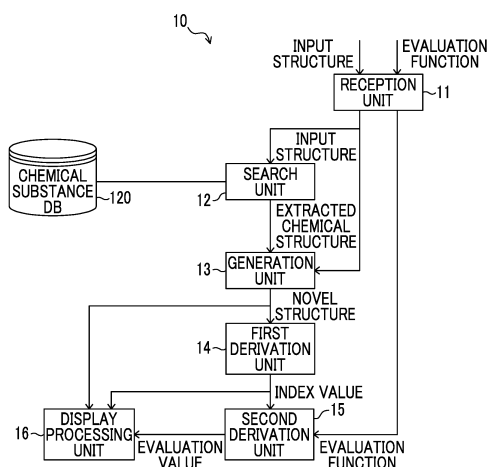 10
INPUT
STRUCTURE
EVALUATION
FUNCTION
RECEPTION
UNIT
11
INPUT
STRUCTURE
CHEMICAL
SUBSTANCE
DB
120
SEARCH
UNIT
12
EXTRACTED
CHEMICAL
STRUCTURE
GENERATION
UNIT
13
NOVEL
STRUCTURE
FIRST
DERIVATION
UNIT
14
INDEX VALUE
15
DISPLAY
PROCESSING
UNIT
16
SECOND
DERIVATION
UNIT
EVALUATION
VALUE
EVALUATION
FUNCTION